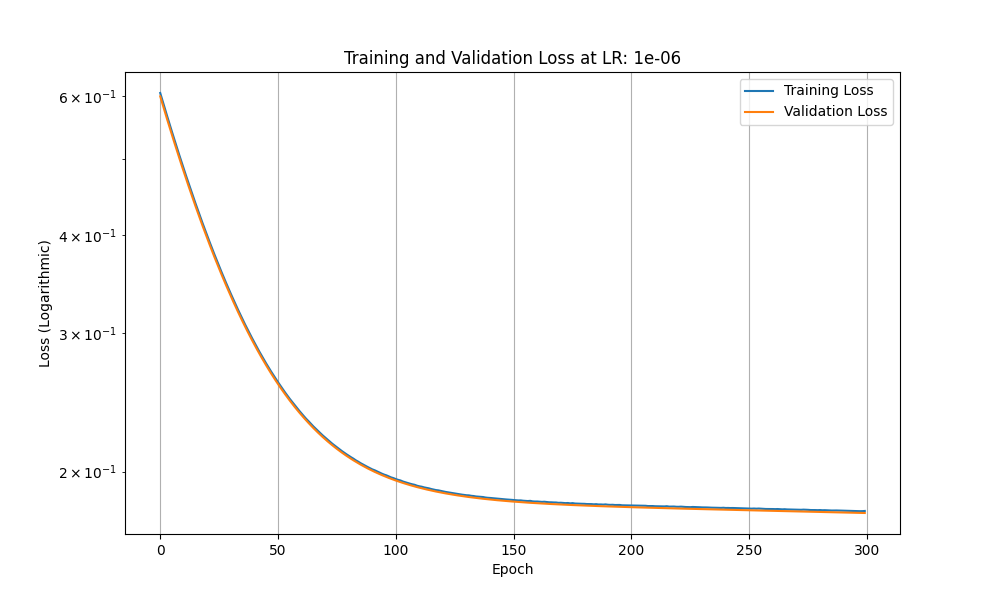 Training and Validation Loss at LR: 1e-06
Training Loss
Validation Loss
6 × 10⁻¹
4 × 10⁻¹
3 × 10⁻¹
2 × 10⁻¹
Loss (Logarithmic)
0 50 100 150 200 250 300
Epoch